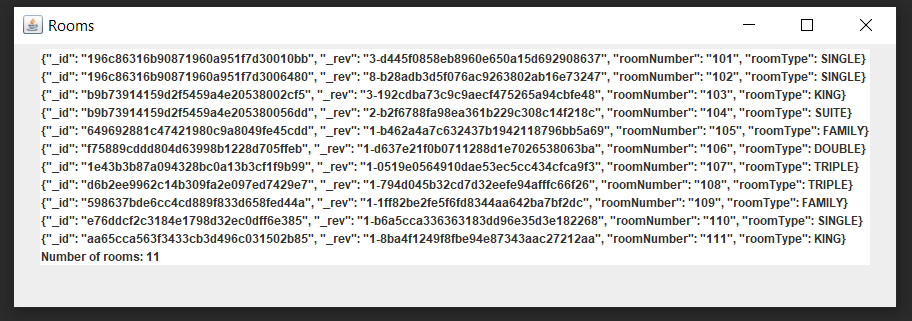 Rooms
{"_id": "196c86316b90871960a951f7d30010bb", "_rev": "3-d445f0858eb8960e650a15d692908637", "roomNumber": "101", "roomType": SINGLE}
{"_id": "196c86316b90871960a951f7d3006480", "_rev": "8-b28adb3d5f076ac9263802ab16e73247", "roomNumber": "102", "roomType": SINGLE}
{"_id": "b9b73914159d2f5459a4e20538002cf5", "_rev": "3-192cdba73c9c9aecf475265a94cbfe48", "roomNumber": "103", "roomType": KING}
{"_id": "b9b73914159d2f5459a4e205380056dd", "_rev": "2-b2f6788fa98ea361b229c308c14f218c", "roomNumber": "104", "roomType": SUITE}
{"_id": "649692881c47421980c9a8049fe45cdd", "_rev": "1-b462a4a7c632437b1942118796bb5a69", "roomNumber": "105", "roomType": FAMILY}
{"_id": "f75889cddd804d63998b1228d705ffeb", "_rev": "1-d637e21f0b0711288d1e7026538063ba", "roomNumber": "106", "roomType": DOUBLE}
{"_id": "1e43b3b87a094328bc0a13b3cf1f9b99", "_rev": "1-0519e0564910dae53ec5cc434cfca9f3", "roomNumber": "107", "roomType": TRIPLE}
{"_id": "d6b2ee9962c14b309fa2e097ed7429e7", "_rev": "1-794d045b32cd7d32eefe94afffc66f26", "roomNumber": "108", "roomType": TRIPLE}
{"_id": "598637bde6cc4cd889f833d658fed44a", "_rev": "1-1ff82be2fe5f6fd8344aa642ba7bf2dc", "roomNumber": "109", "roomType": FAMILY}
{"_id": "e76ddcf2c3184e1798d32ec0dff6e385", "_rev": "1-b6a5cca336363183dd96e35d3e182268", "roomNumber": "110", "roomType": SINGLE}
{"_id": "aa65cca563f3433cb3d496c031502b85", "_rev": "1-8ba4f1249f8fbe94e87343aac27212aa", "roomNumber": "111", "roomType": KING}
Number of rooms: 11